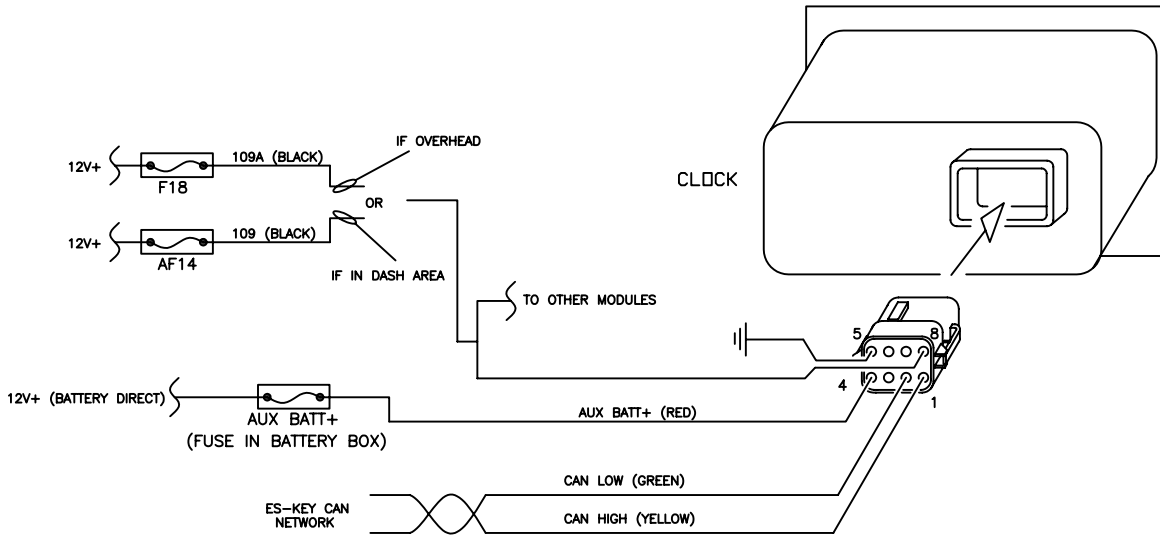 IF OVERHEAD
12V+
109A (BLACK)
F18
OR
CLOCK
12V+
109 (BLACK)
AF14
IF IN DASH AREA
TO OTHER MODULES
5
8
4
1
12V+ (BATTERY DIRECT)
AUX BATT+
(FUSE IN BATTERY BOX)
AUX BATT+ (RED)
CAN LOW (GREEN)
ES-KEY CAN
NETWORK
CAN HIGH (YELLOW)